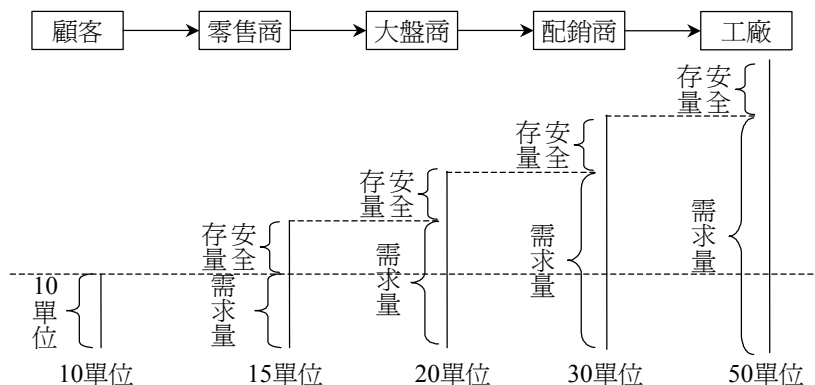 顧客 零售商 大盤商 配銷商 工廠
安全存量
安全存量
安全存量
安全存量
需求量
需求量
需求量
需求量
10單位
10單位 15單位 20單位 30單位 50單位